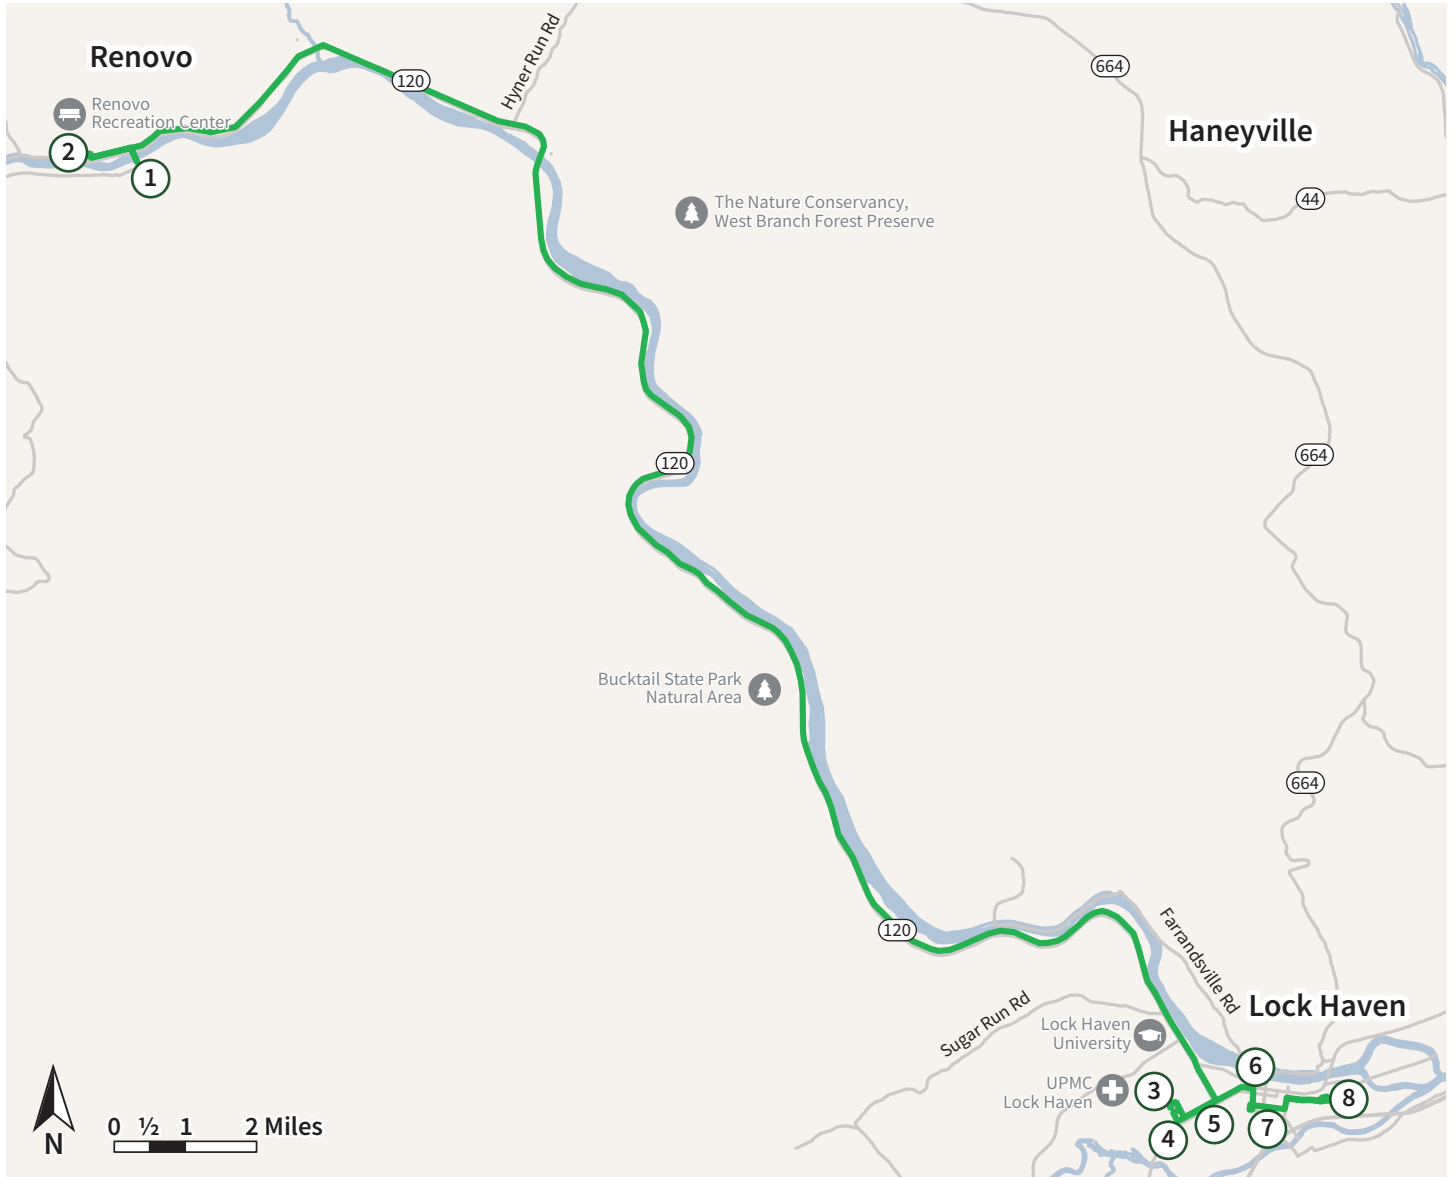 Renovo
Hyner Run Rd
120
664
Renovo
Recreation Center
2
1
Haneyville
44
The Nature Conservancy,
West Branch Forest Preserve
120
664
Bucktail State Park
Natural Area
664
120
Farrandsville Rd
Sugar Run Rd
Lock Haven
Lock Haven
University
UPMC
Lock Haven
3
4
5
6
7
8
N
0 ½ 1 2 Miles